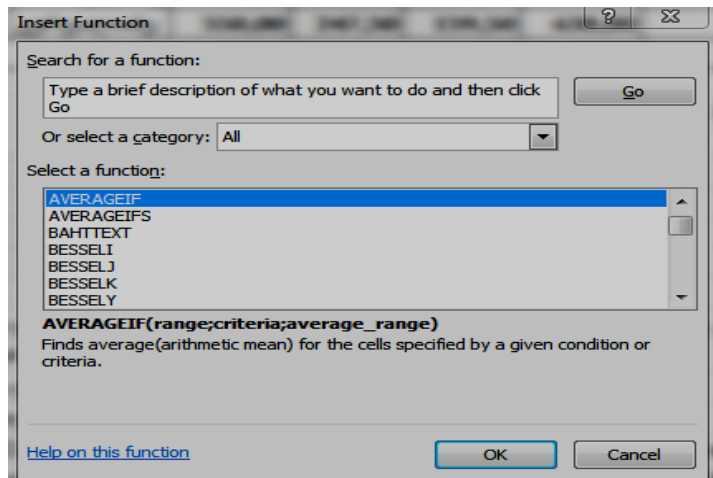 Insert Function
?
Search for a function:
Type a brief description of what you want to do and then click
Go
Go
Or select a category: All
Select a function:
AVERAGEIF
AVERAGEIFS
BAHTTEXT
BESSELI
BESSELJ
BESSELK
BESSELY
AVERAGEIF(range;criteria;average_range)
Finds average(arithmetic mean) for the cells specified by a given condition or
criteria.
Help on this function
OK
Cancel